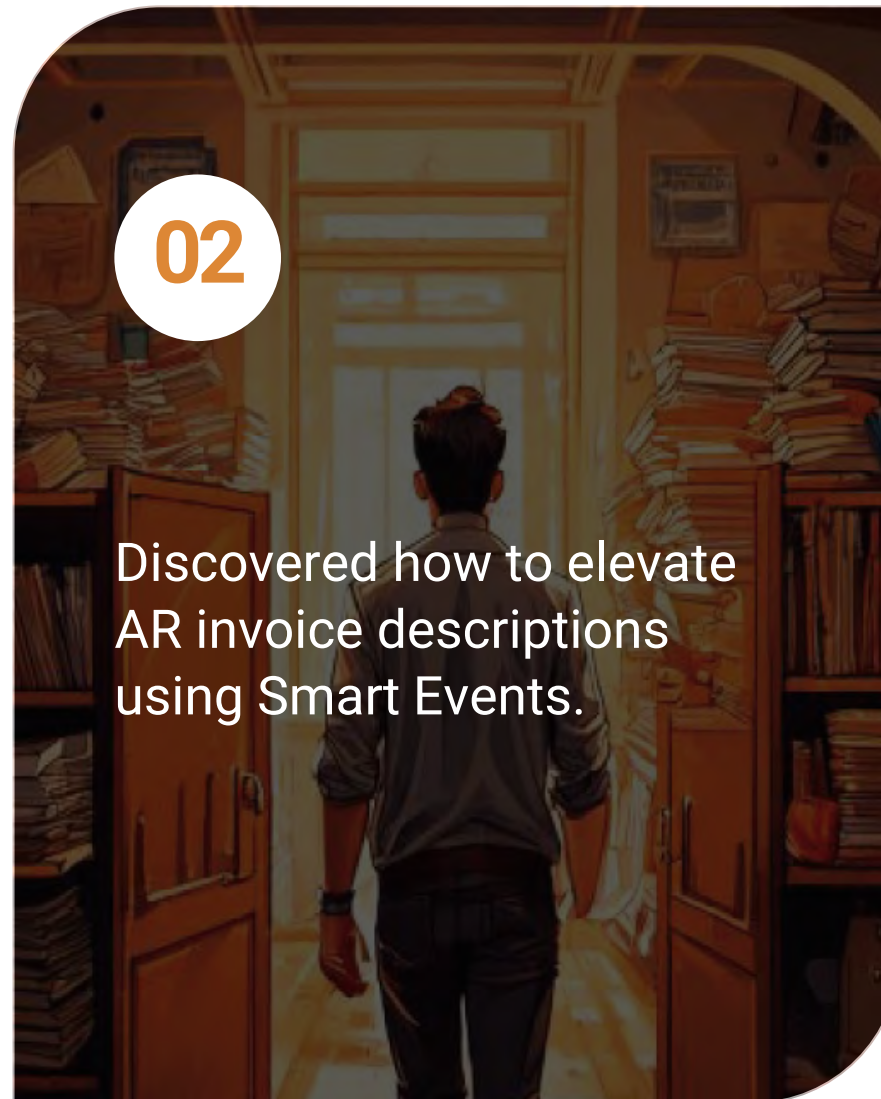 02
Discovered how to elevate
AR invoice descriptions
using Smart Events.